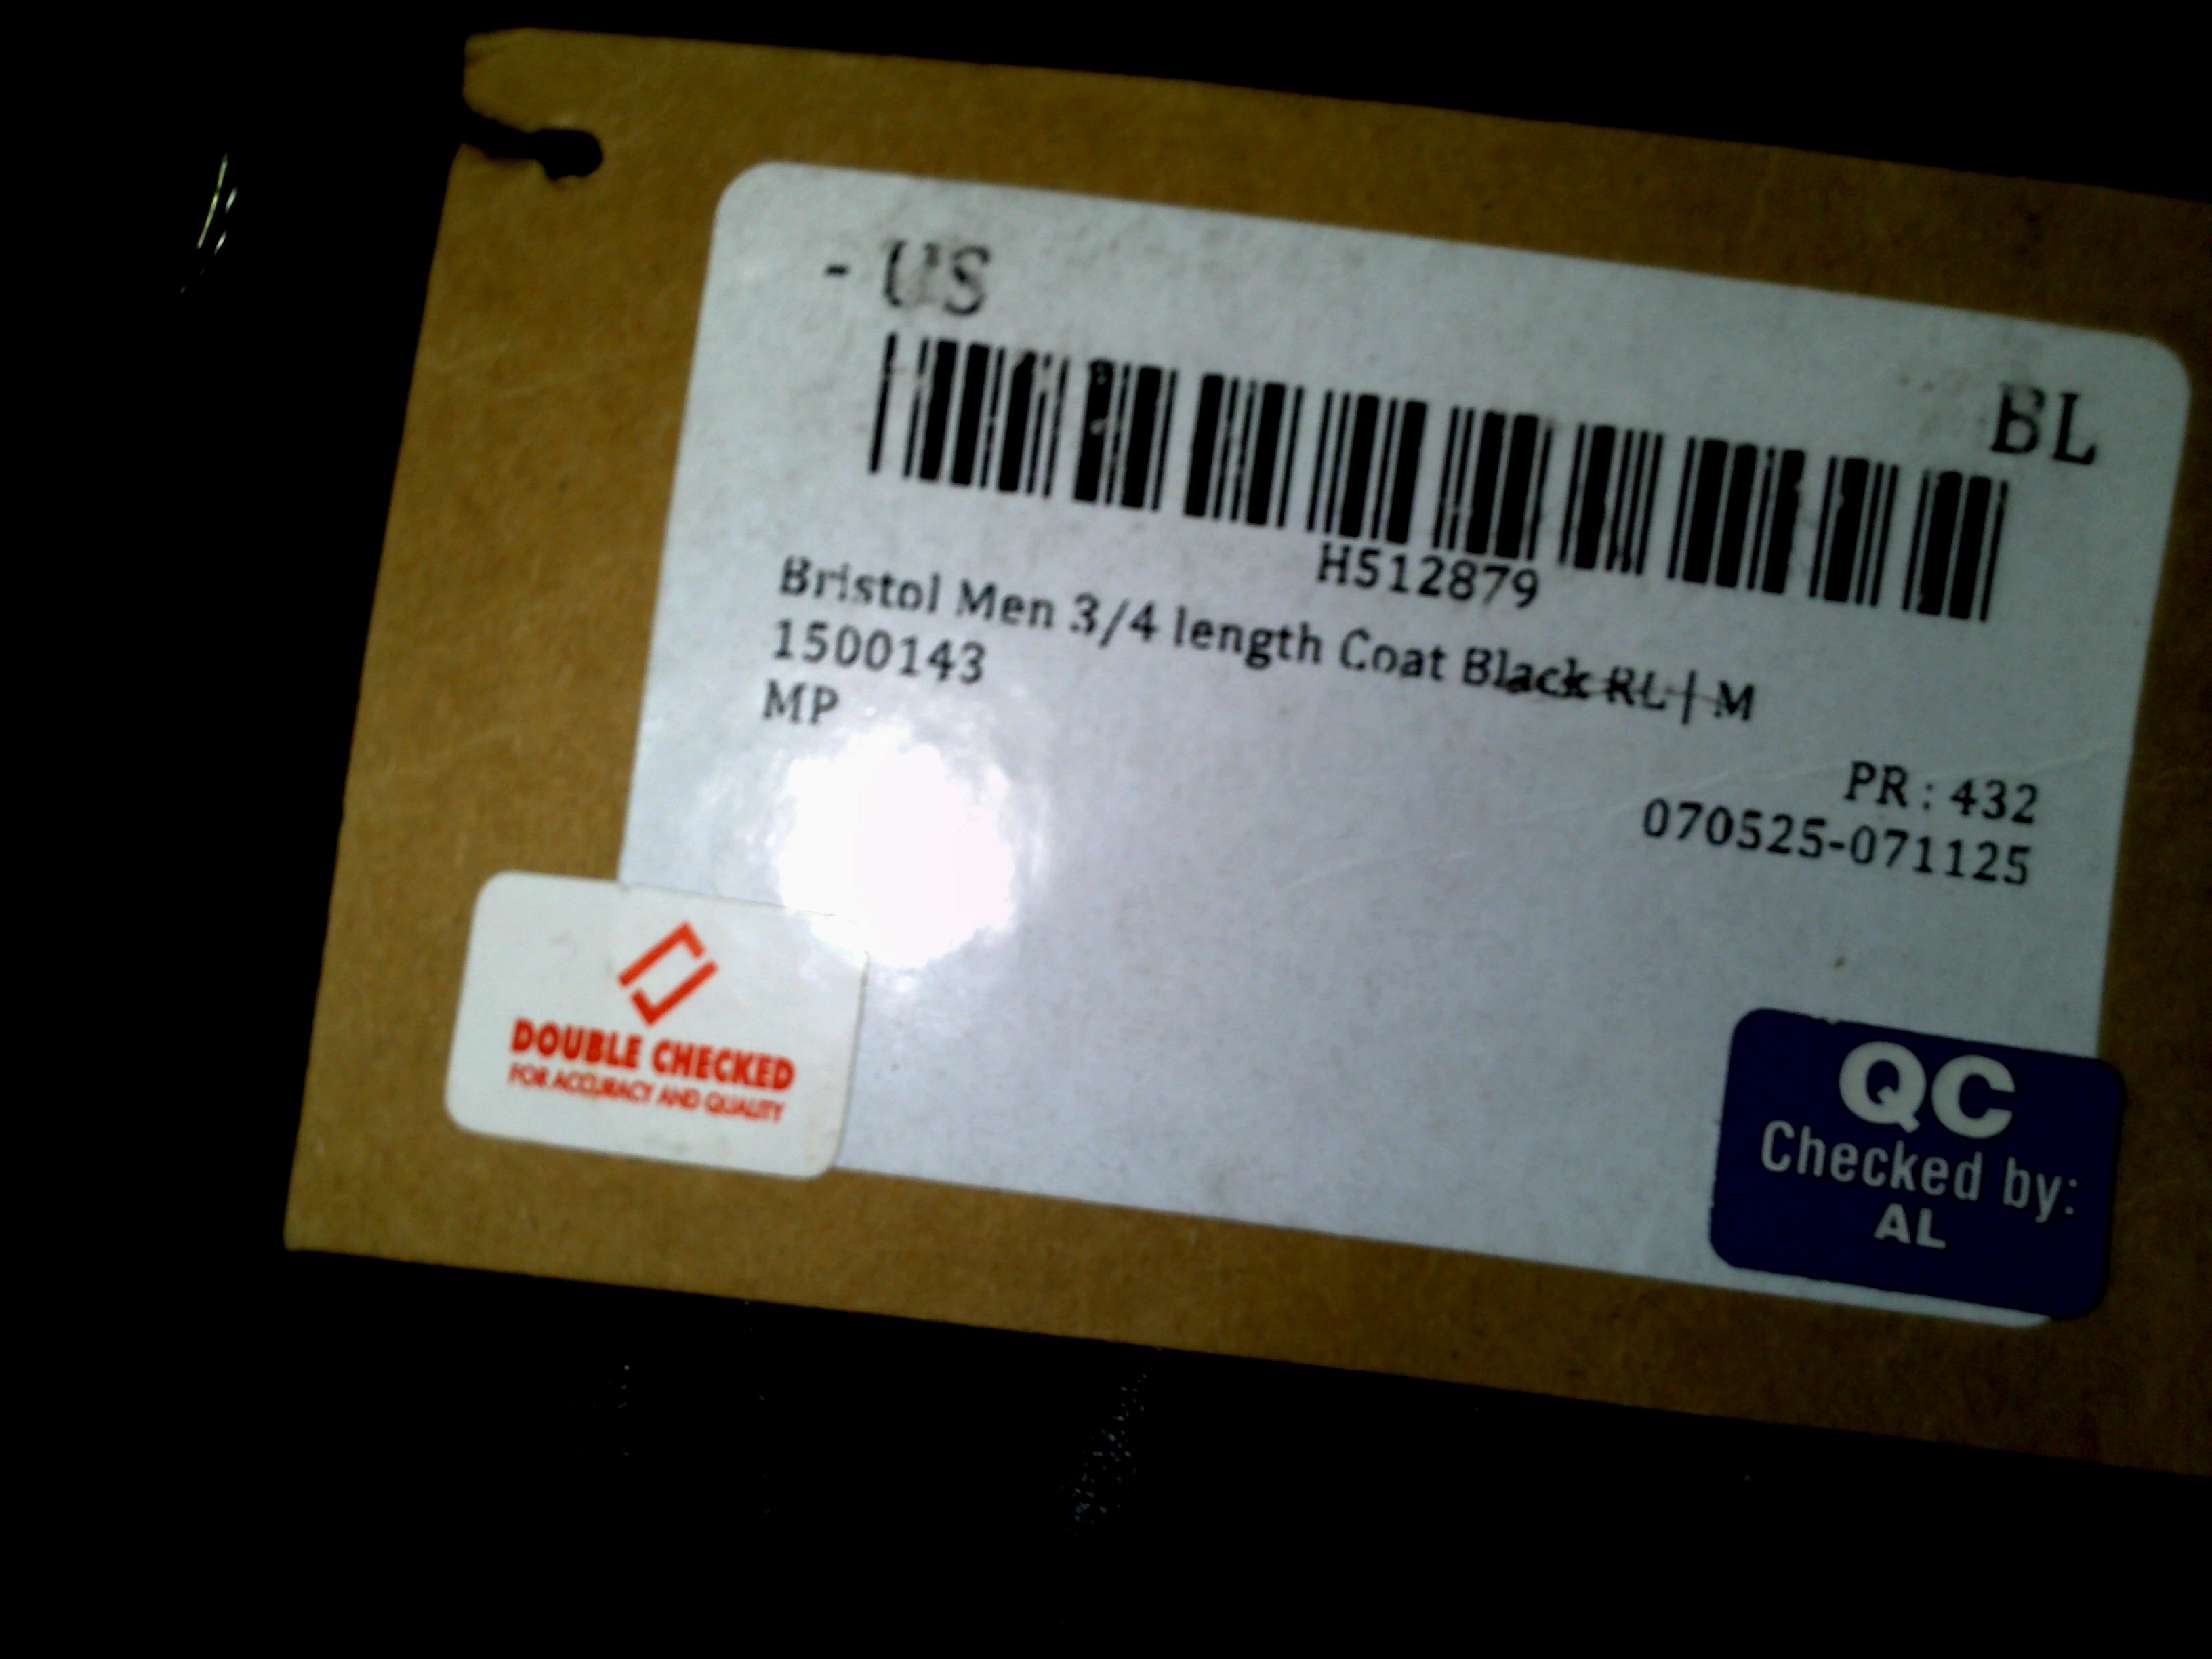 - US
BL
H512879
Bristol Men 3/4 length Coat Black RL | M
1500143
MP
PR : 432
070525-071125
DOUBLE CHECKED
FOR ACCURACY AND QUALITY
QC
Checked by:
AL